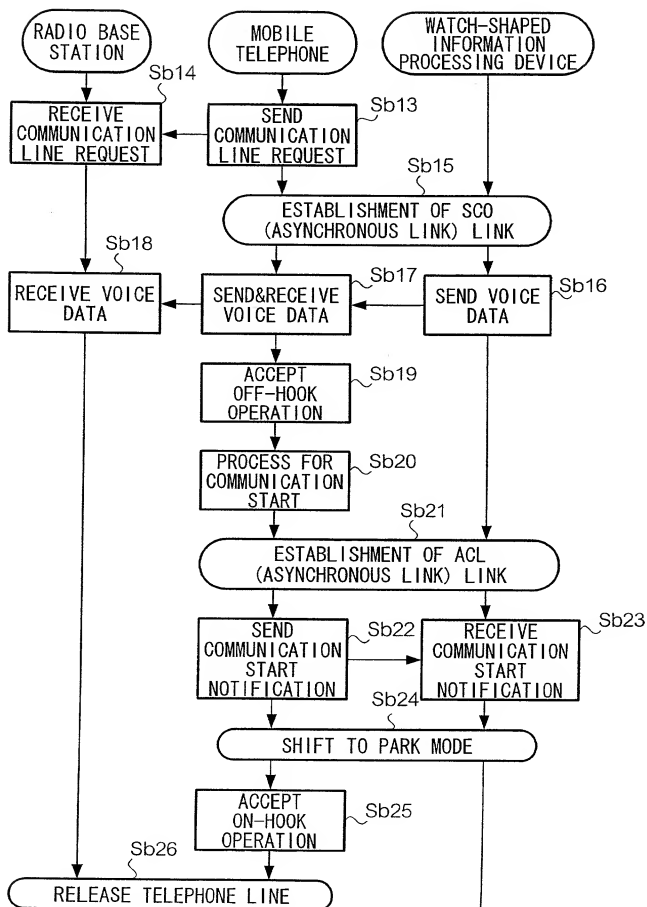 RADIO BASE
STATION
MOBILE
TELEPHONE
WATCH-SHAPED
INFORMATION
PROCESSING DEVICE
Sb14
RECEIVE
COMMUNICATION
LINE REQUEST
Sb13
SEND
COMMUNICATION
LINE REQUEST
Sb15
ESTABLISHMENT OF SCO
(ASYNCHRONOUS LINK) LINK
Sb18
RECEIVE VOICE
DATA
Sb17
SEND&RECEIVE
VOICE DATA
Sb16
SEND VOICE
DATA
Sb19
ACCEPT
OFF-HOOK
OPERATION
Sb20
PROCESS FOR
COMMUNICATION
START
Sb21
ESTABLISHMENT OF ACL
(ASYNCHRONOUS LINK) LINK
Sb22
SEND
COMMUNICATION
START
NOTIFICATION
Sb23
RECEIVE
COMMUNICATION
START
NOTIFICATION
Sb24
SHIFT TO PARK MODE
Sb25
ACCEPT
ON-HOOK
OPERATION
Sb26
RELEASE TELEPHONE LINE